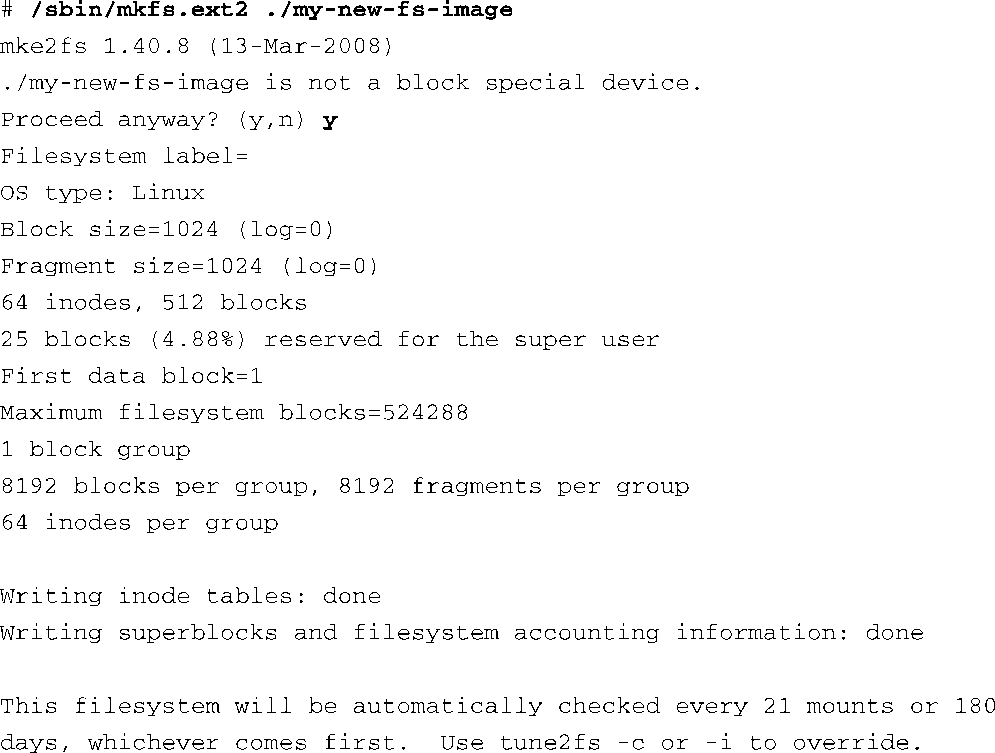 # /sbin/mkfs.ext2 ./my-new-fs-image
mke2fs 1.40.8 (13-Mar-2008)
./my-new-fs-image is not a block special device.
Proceed anyway? (y,n) y
Filesystem label=
OS type: Linux
Block size=1024 (log=0)
Fragment size=1024 (log=0)
64 inodes, 512 blocks
25 blocks (4.88%) reserved for the super user
First data block=1
Maximum filesystem blocks=524288
1 block group
8192 blocks per group, 8192 fragments per group
64 inodes per group
Writing inode tables: done
Writing superblocks and filesystem accounting information: done
This filesystem will be automatically checked every 21 mounts or 180
days, whichever comes first.  Use tune2fs -c or -i to override.